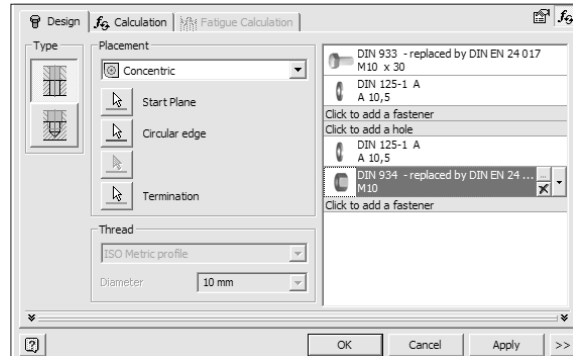 Design
Calculation
Fatigue Calculation
Type
Placement
Concentric
Start Plane
Circular edge
Termination
Thread
ISO Metric profile
Diameter
10 mm
DIN 933 - replaced by DIN EN 24 017
M10 x 30
DIN 125-1 A
A 10,5
Click to add a fastener
Click to add a hole
DIN 125-1 A
A 10,5
DIN 934 - replaced by DIN EN 24 ...
M10
Click to add a fastener
OK
Cancel
Apply
>>